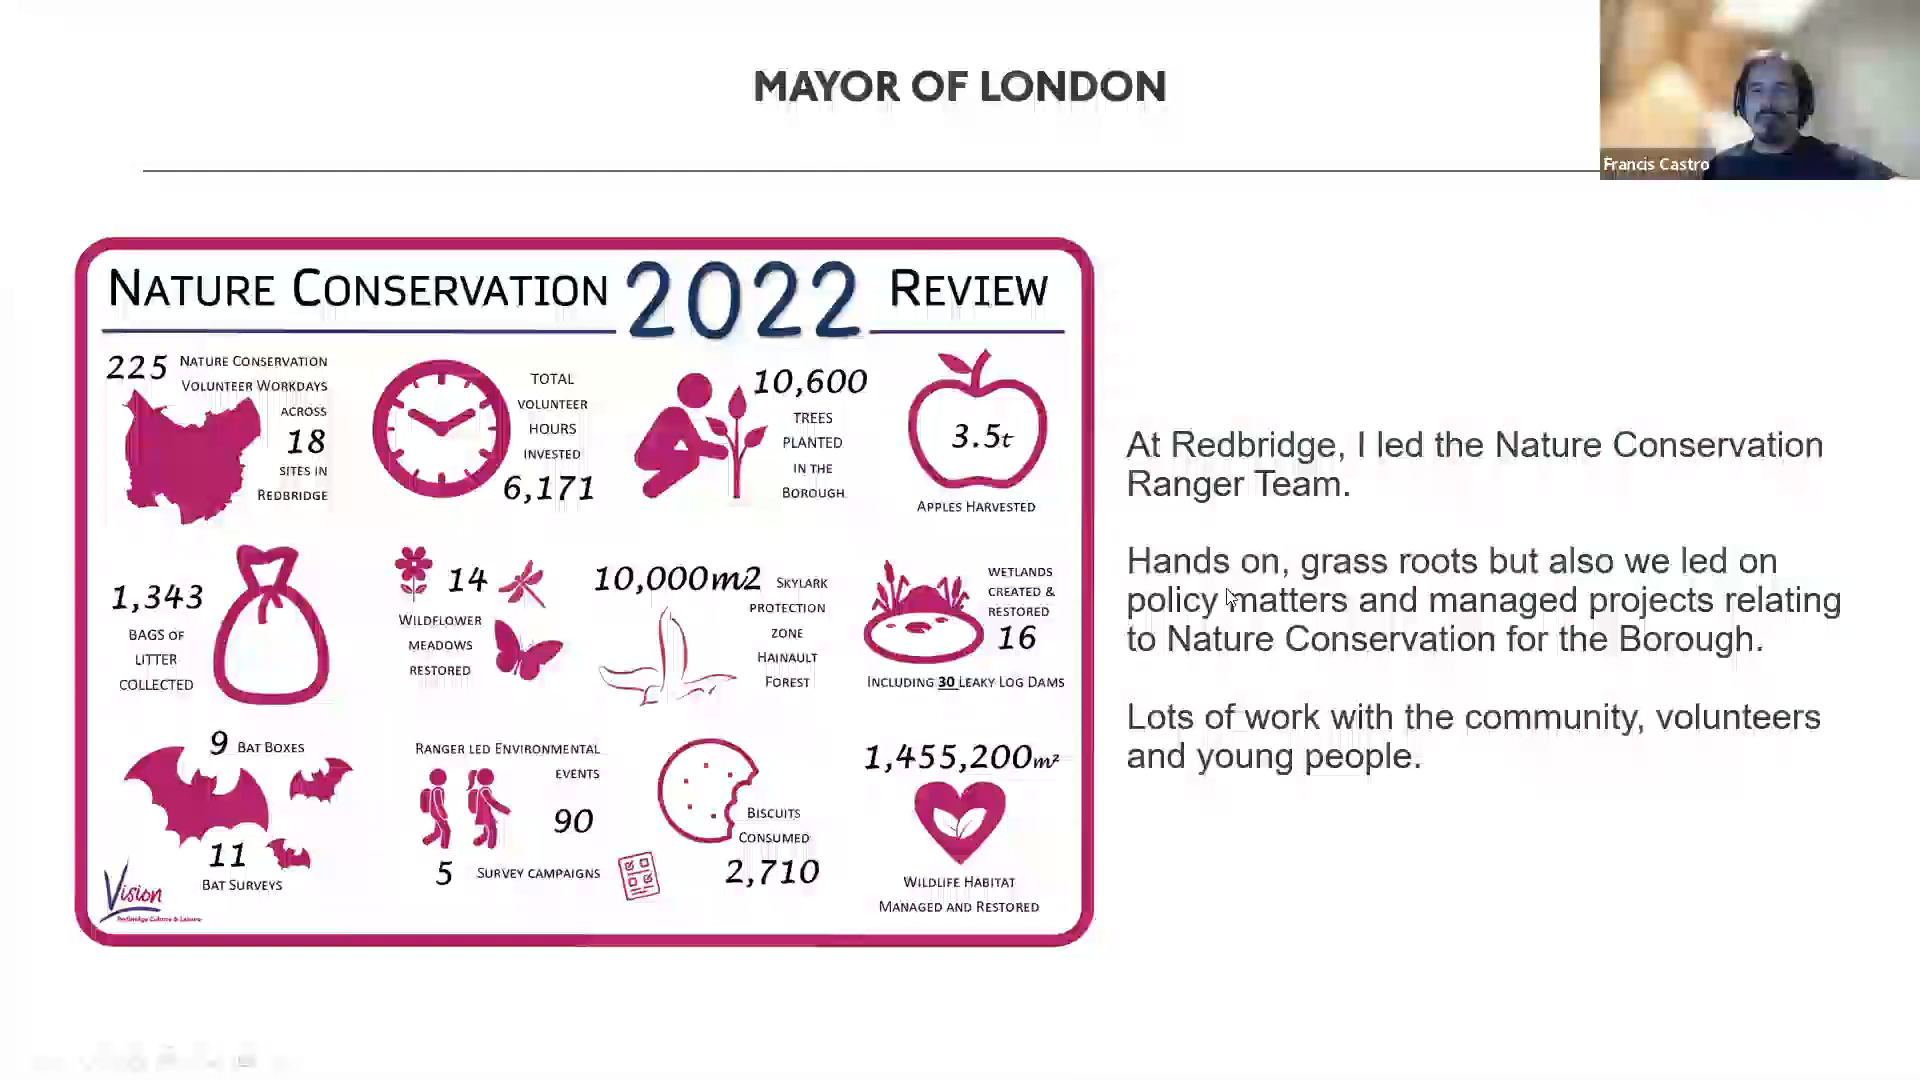 MAYOR OF LONDON
Francis Castro
NATURE CONSERVATION 2022 REVIEW
225 NATURE CONSERVATION
VOLUNTEER WORKDAYS
ACROSS
18
SITES IN
REDBRIDGE
TOTAL
VOLUNTEER
HOURS
INVESTED
6,171
10,600
TREES
PLANTED
IN THE
BOROUGH
3.5t
APPLES HARVESTED
1,343
BAGS OF
LITTER
COLLECTED
14
WILDFLOWER
MEADOWS
RESTORED
10,000m2 SKYLARK
PROTECTION
ZONE
HAINAULT
FOREST
WETLANDS
CREATED &
RESTORED
16
INCLUDING 30 LEAKY LOG DAMS
9 BAT BOXES
11
BAT SURVEYS
RANGER LED ENVIRONMENTAL
EVENTS
90
5 SURVEY CAMPAIGNS
BISCUITS
CONSUMED
2,710
1,455,200m²
WILDLIFE HABITAT
MANAGED AND RESTORED
Vision
Redbridge Culture & Leisure
At Redbridge, I led the Nature Conservation
Ranger Team.
Hands on, grass roots but also we led on
policy matters and managed projects relating
to Nature Conservation for the Borough.
Lots of work with the community, volunteers
and young people.